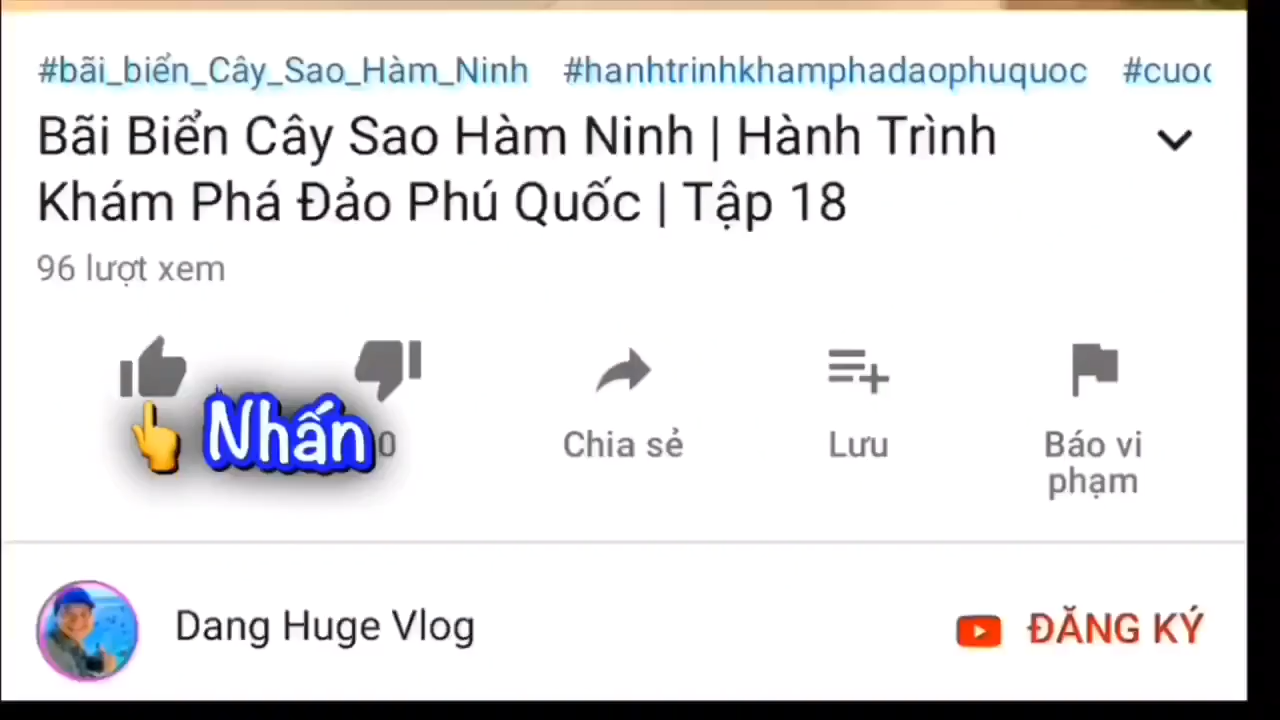 #bãi_biển_Cây_Sao_Hàm_Ninh #hanhtrinhkhamphadaophuquoc
Bãi Biển Cây Sao Hàm Ninh | Hành Trình
Khám Phá Đảo Phú Quốc | Tập 18
96 lượt xem
Nhấn 0 Chia sẻ Lưu Báo vi
phạm
Dang Huge Vlog ĐĂNG KÝ